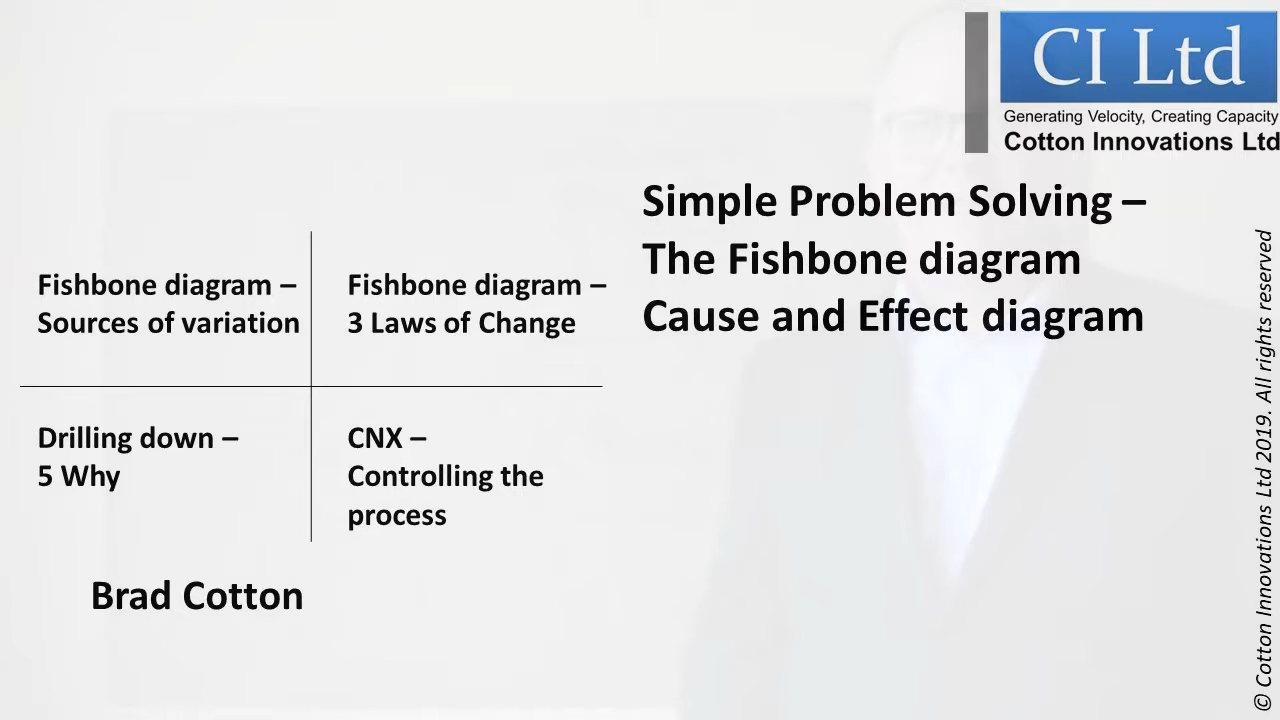 CI Ltd
Generating Velocity, Creating Capacity
Cotton Innovations Ltd
Simple Problem Solving –
The Fishbone diagram
Cause and Effect diagram
Fishbone diagram –
Sources of variation
Fishbone diagram –
3 Laws of Change
Drilling down –
5 Why
CNX –
Controlling the
process
Brad Cotton
© Cotton Innovations Ltd 2019. All rights reserved